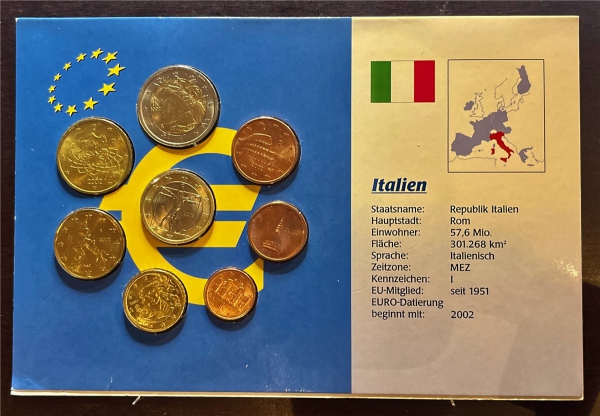 Italien
Staatsname: Republik Italien
Hauptstadt: Rom
Einwohner: 57,6 Mio.
Fläche: 301.268 km²
Sprache: Italienisch
Zeitzone: MEZ
Kennzeichen: I
EU-Mitglied: seit 1951
EURO-Datierung
beginnt mit: 2002